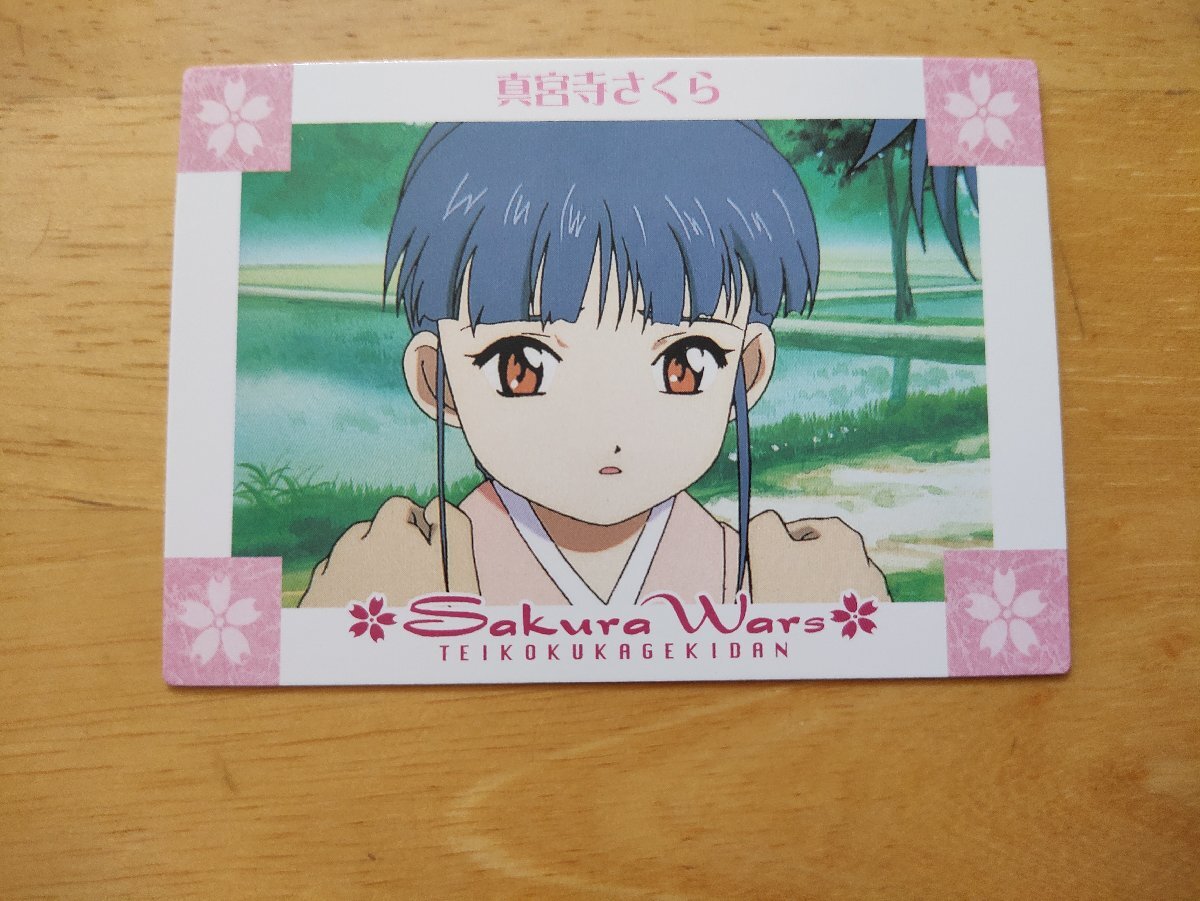 真宮寺さくら
Sakura Wars
TEIKOKUKAGEKIDAN